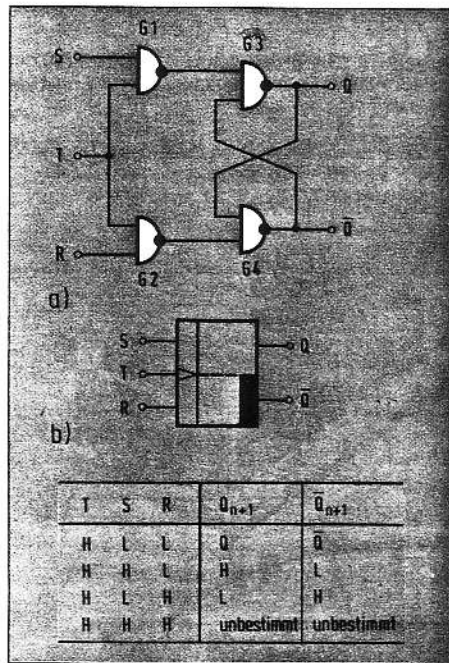 G1 G3
S Q
T
R Q̅
G2 G4
a)
S Q
T
R Q̅
b)
T S R Qn+1 Q̅n+1
H L L Q Q̅
H H L H L
H L H L H
H H H unbestimmt unbestimmt